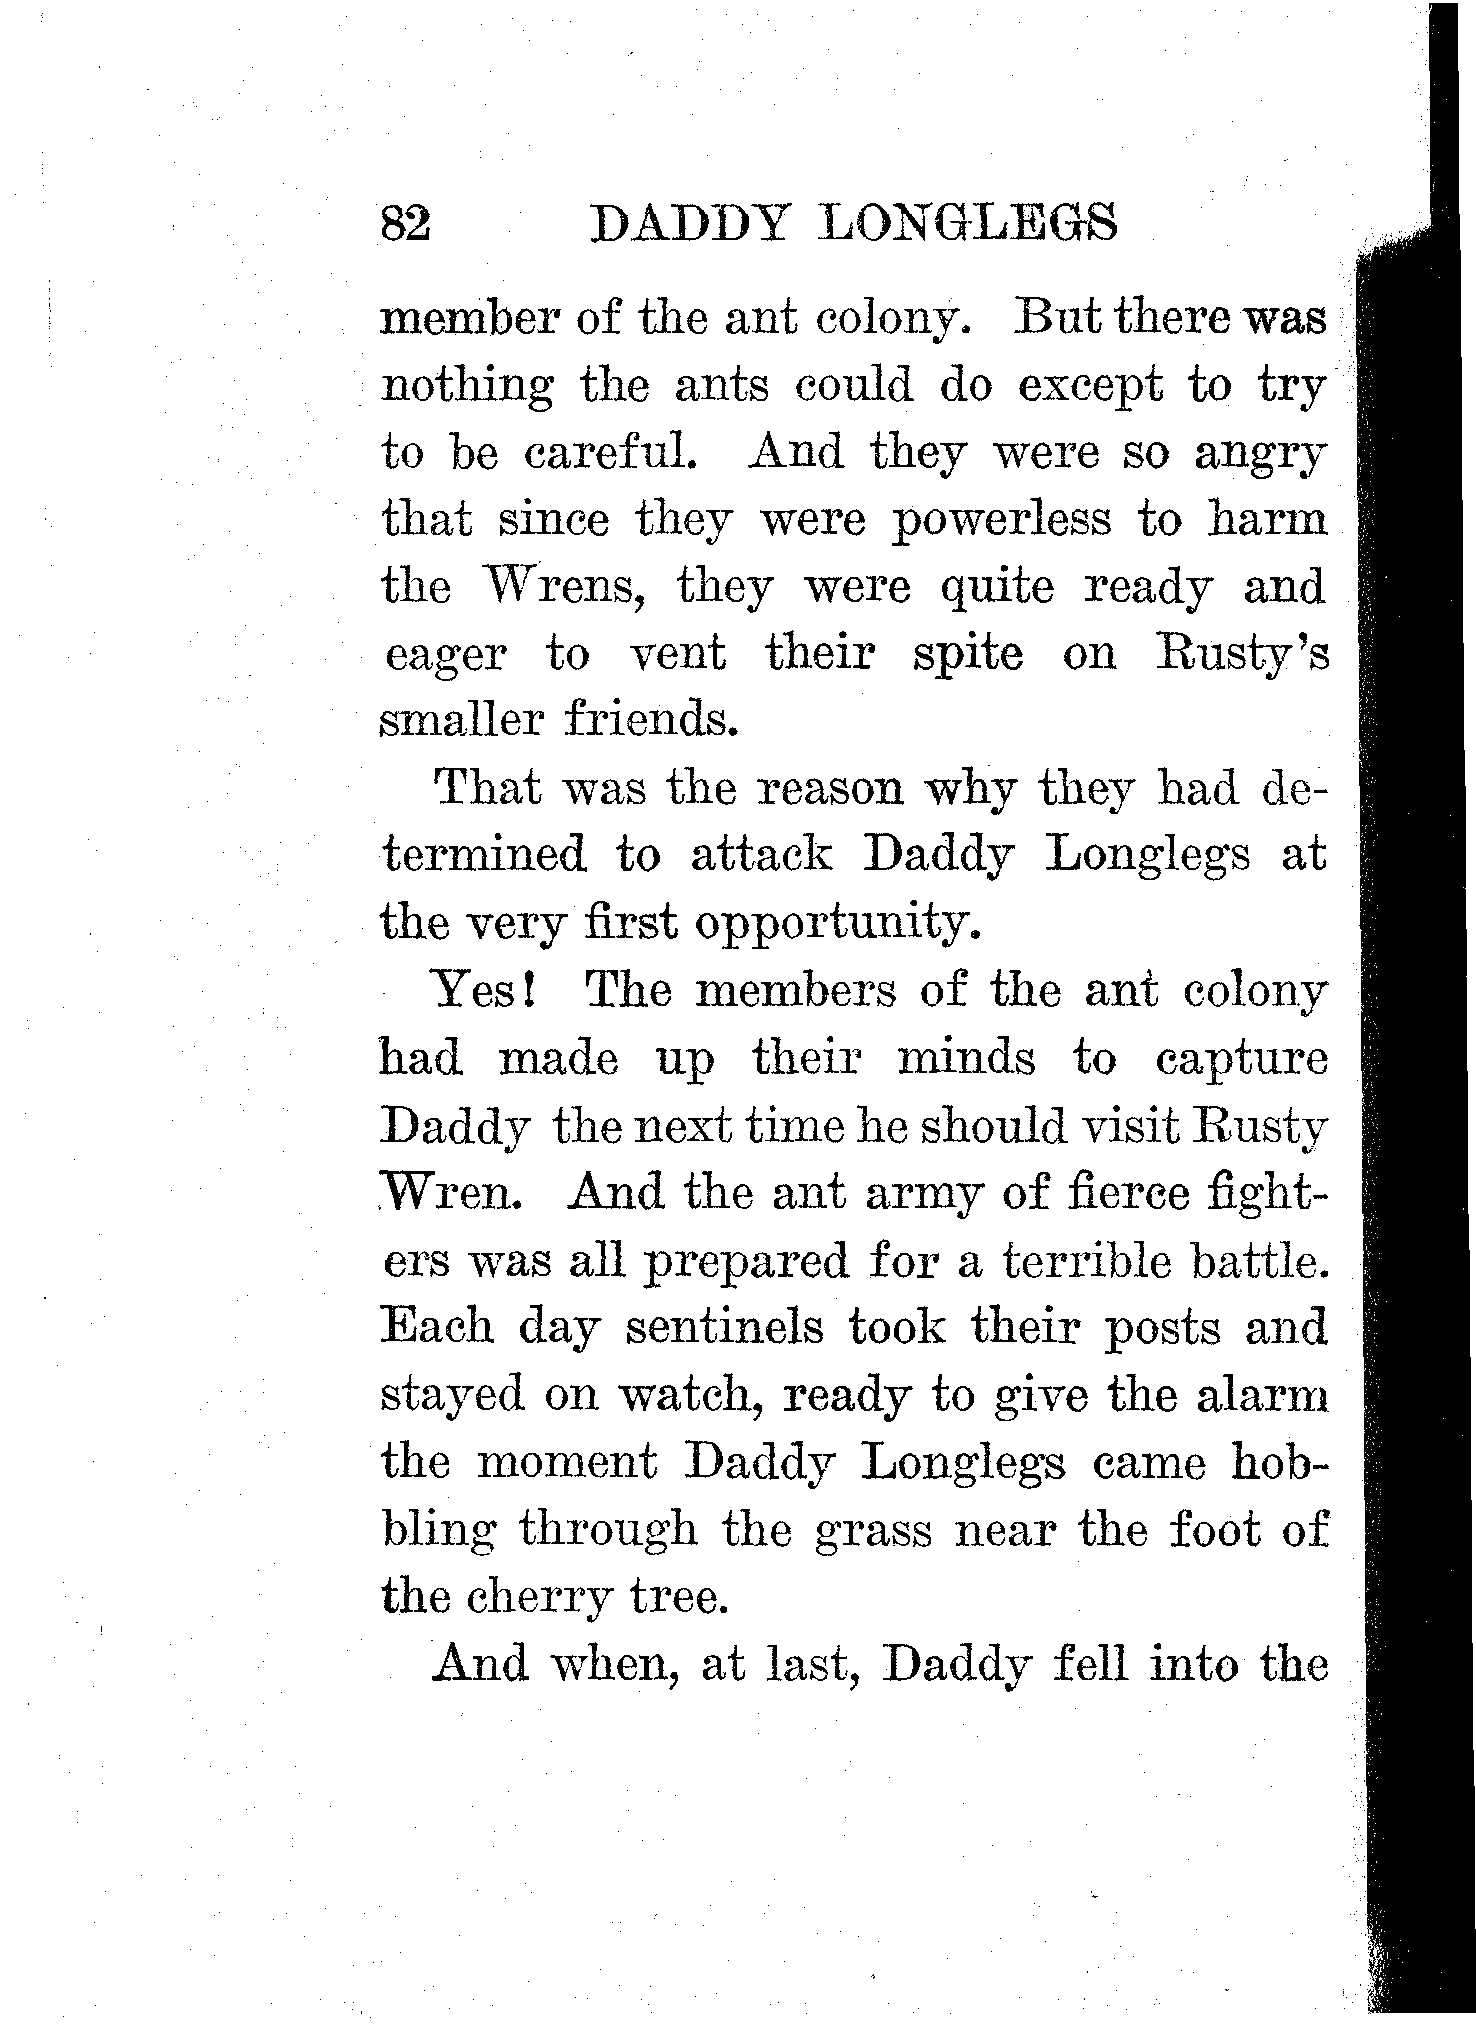 82 DADDY LONGLEGS
member of the ant colony. But there was
nothing the ants could do except to try
to be careful. And they were so angry
that since they were powerless to harm
the Wrens, they were quite ready and
eager to vent their spite on Rusty's
smaller friends.
That was the reason why they had de-
termined to attack Daddy Longlegs at
the very first opportunity.
Yes! The members of the ant colony
had made up their minds to capture
Daddy the next time he should visit Rusty
Wren. And the ant army of fierce fight-
ers was all prepared for a terrible battle.
Each day sentinels took their posts and
stayed on watch, ready to give the alarm
the moment Daddy Longlegs came hob-
bling through the grass near the foot of
the cherry tree.
And when, at last, Daddy fell into the